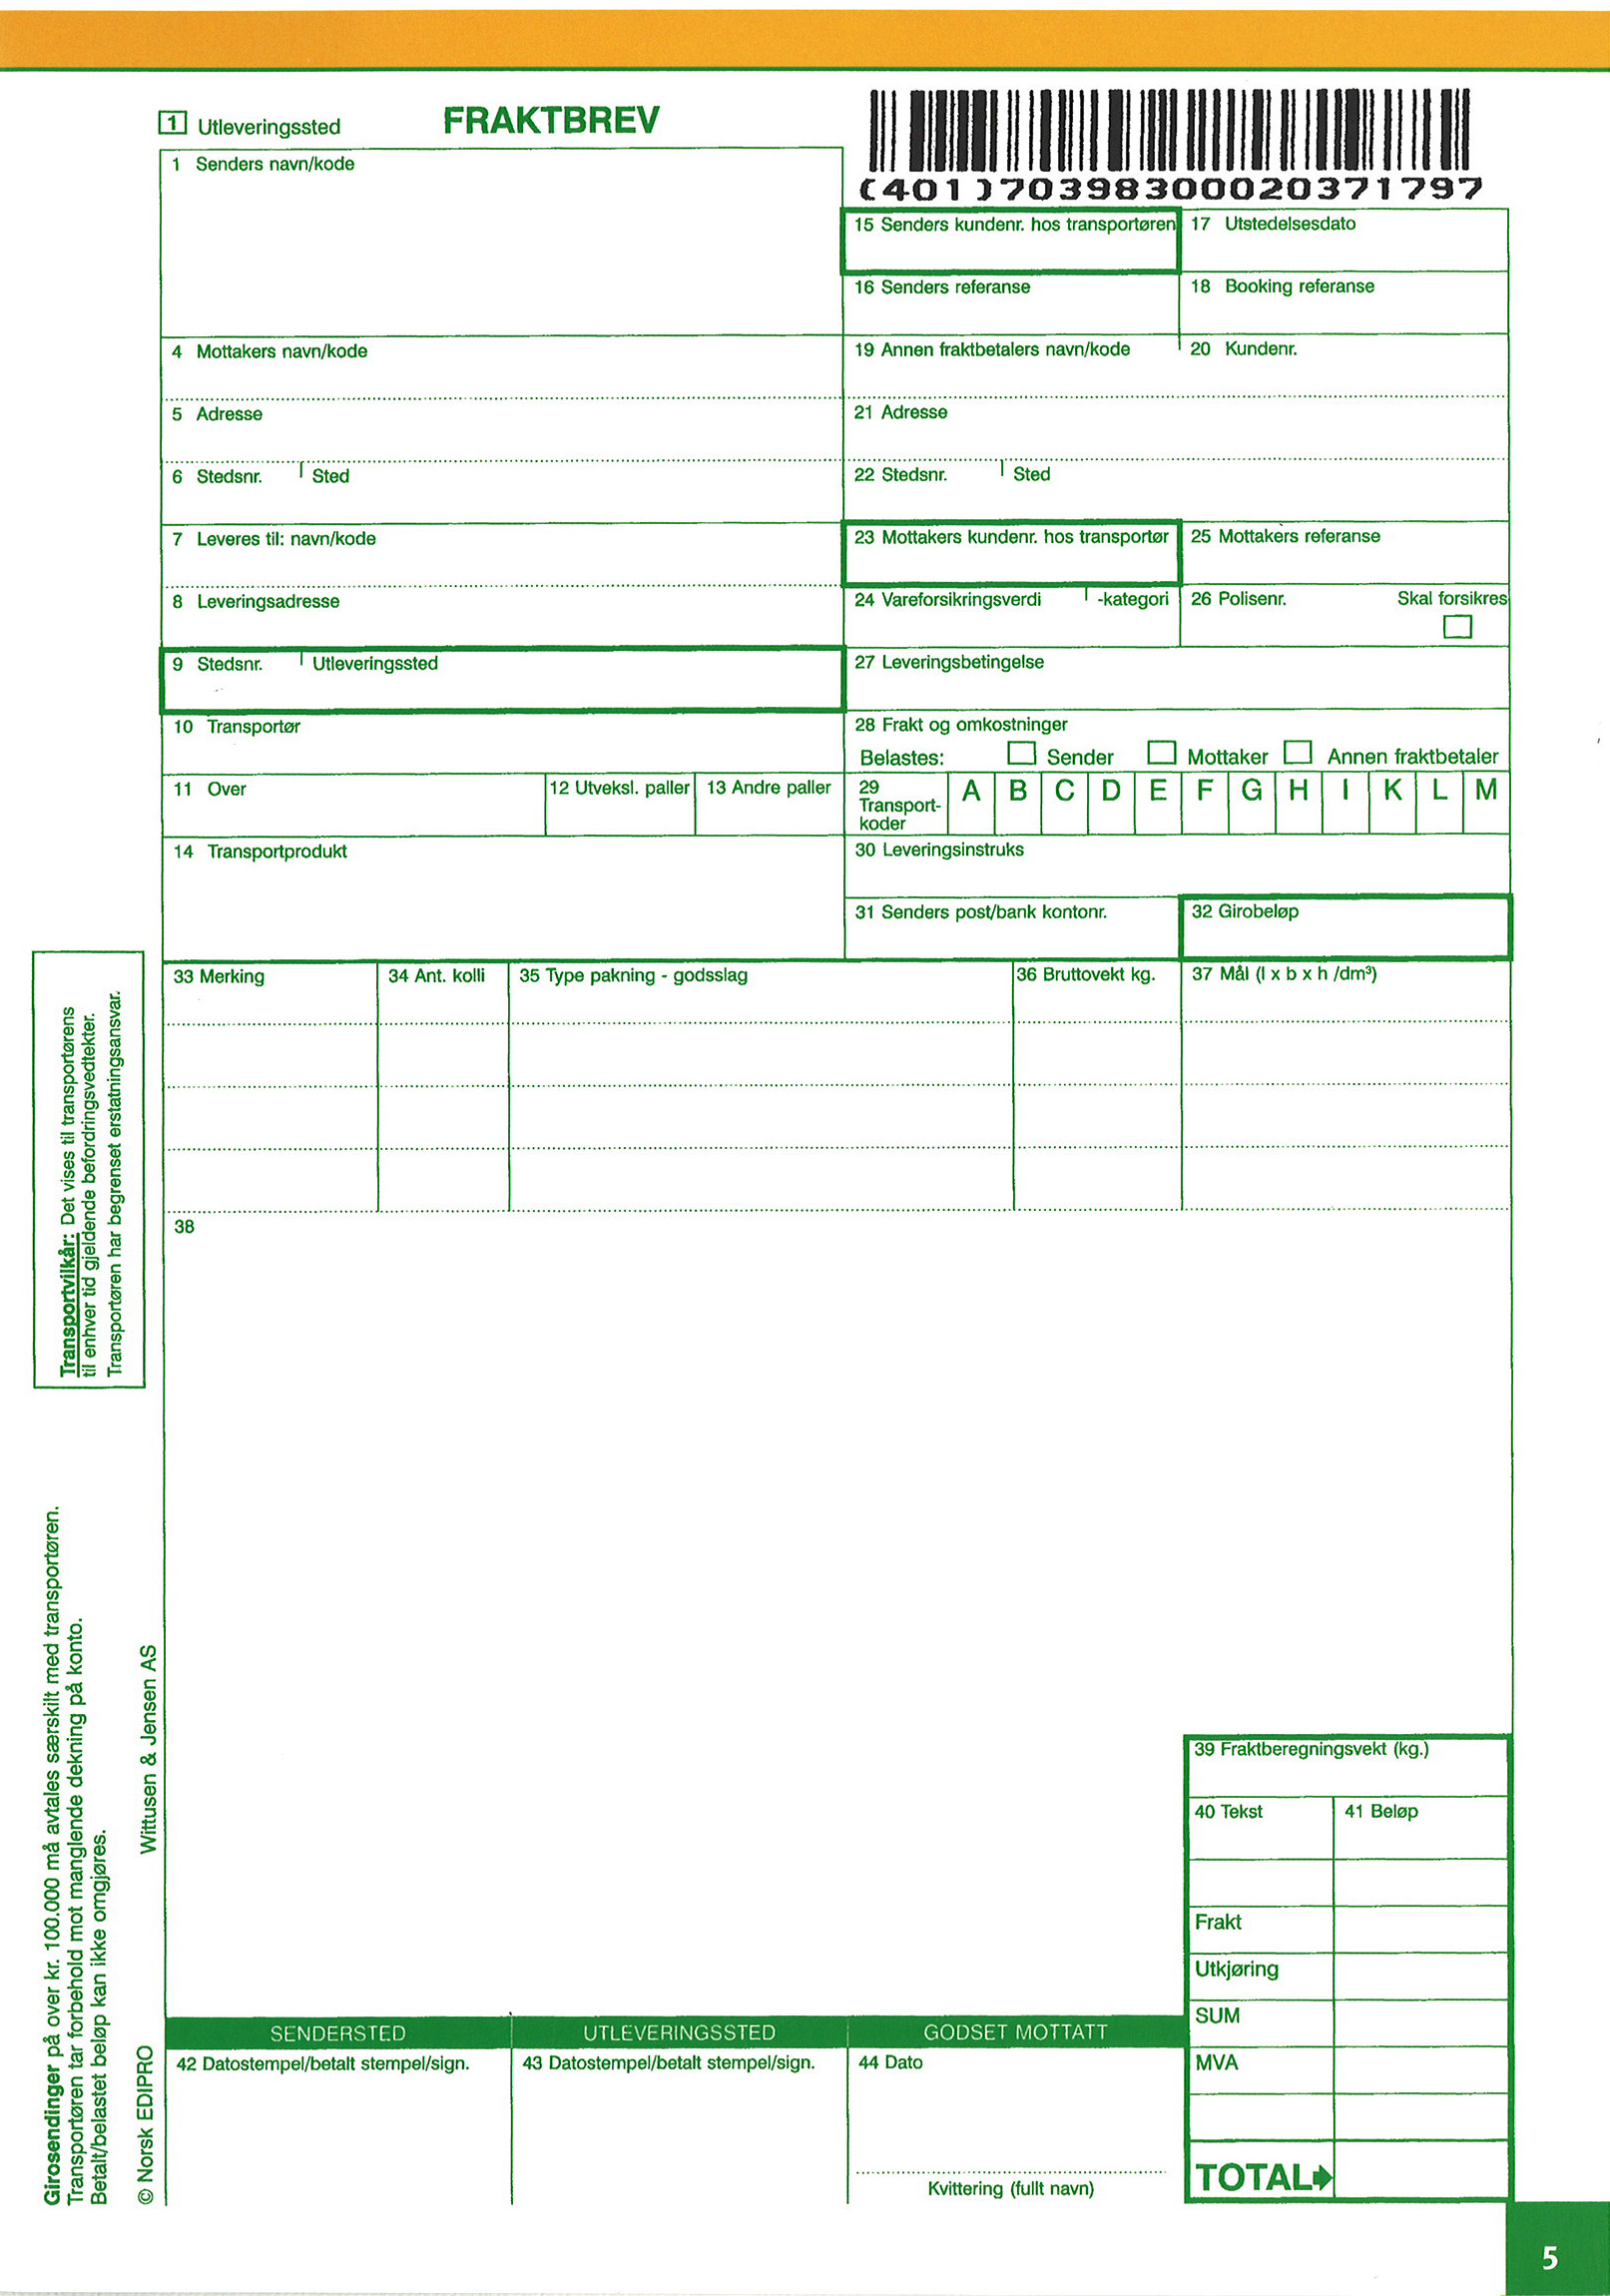 1 Utleveringssted
FRAKTBREV
(401)70398300020371797
1 Senders navn/kode
15 Senders kundenr. hos transportøren
17 Utstedelsesdato
16 Senders referanse
18 Booking referanse
4 Mottakers navn/kode
19 Annen fraktbetalers navn/kode
20 Kundenr.
5 Adresse
21 Adresse
6 Stedsnr. Sted
22 Stedsnr. Sted
7 Leveres til: navn/kode
23 Mottakers kundenr. hos transportør
25 Mottakers referanse
8 Leveringsadresse
24 Vareforsikringsverdi -kategori
26 Polisenr. Skal forsikres
9 Stedsnr. Utleveringssted
27 Leveringsbetingelse
10 Transportør
28 Frakt og omkostninger
Belastes: Sender Mottaker Annen fraktbetaler
11 Over
12 Utveksl. paller
13 Andre paller
29 Transport-
koder
A B C D E F G H I K L M
14 Transportprodukt
30 Leveringsinstruks
31 Senders post/bank kontonr.
32 Girobeløp
33 Merking
34 Ant. kolli
35 Type pakning - godsslag
36 Bruttovekt kg.
37 Mål (l x b x h /dm³)
38
Transportvilkår: Det vises til transportørens
til enhver tid gjeldende befordringsvedtekter.
Transportøren har begrenset erstatningsansvar.
Girosendinger på over kr. 100.000 må avtales særskilt med transportøren.
Transportøren tar forbehold mot manglende dekning på konto.
Betalt/belastet beløp kan ikke omgjøres.
© Norsk EDIPRO
Wittusen & Jensen AS
39 Fraktberegningsvekt (kg.)
40 Tekst
41 Beløp
Frakt
Utkjøring
SUM
MVA
TOTAL
SENDERSTED
UTLEVERINGSSTED
GODSET MOTTATT
42 Datostempel/betalt stempel/sign.
43 Datostempel/betalt stempel/sign.
44 Dato
Kvittering (fullt navn)
5